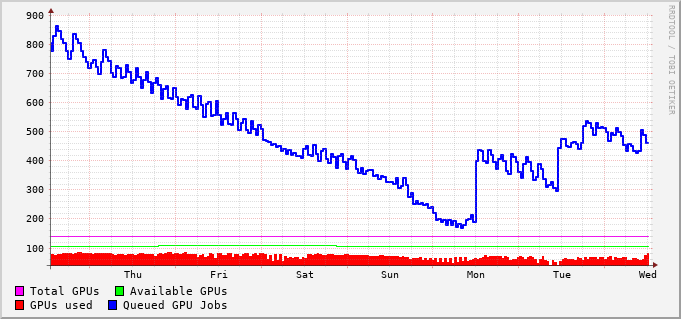 900
800
700
600
500
400
300
200
100
Thu Fri Sat Sun Mon Tue Wed
Total GPUs Available GPUs
GPUs used Queued GPU Jobs
RRDTOOL / TOBI OETIKER